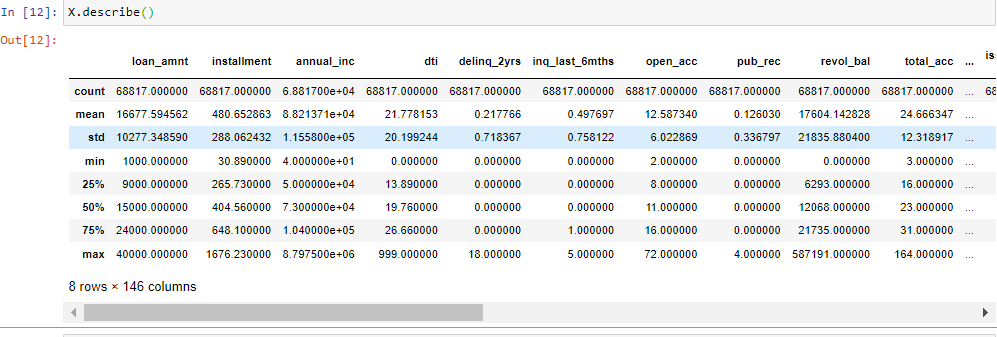 In [12]: X.describe()
Out[12]:
loan_amnt installment annual_inc dti delinq_2yrs inq_last_6mths open_acc pub_rec revol_bal total_acc ... is
count 68817.000000 68817.000000 6.881700e+04 68817.000000 68817.000000 68817.000000 68817.000000 68817.000000 68817.000000 68817.000000 ... 68
mean 16677.594562 480.652863 8.821371e+04 21.778153 0.217766 0.497697 12.587340 0.126030 17604.142828 24.666347 ...
std 10277.348590 288.062432 1.155800e+05 20.199244 0.718367 0.758122 6.022869 0.336797 21835.880400 12.318917 ...
min 1000.000000 30.890000 4.000000e+01 0.000000 0.000000 0.000000 2.000000 0.000000 0.000000 3.000000 ...
25% 9000.000000 265.730000 5.000000e+04 13.890000 0.000000 0.000000 8.000000 0.000000 6293.000000 16.000000 ...
50% 15000.000000 404.560000 7.300000e+04 19.760000 0.000000 0.000000 11.000000 0.000000 12068.000000 23.000000 ...
75% 24000.000000 648.100000 1.040000e+05 26.660000 0.000000 1.000000 16.000000 0.000000 21735.000000 31.000000 ...
max 40000.000000 1676.230000 8.797500e+06 999.000000 18.000000 5.000000 72.000000 4.000000 587191.000000 164.000000 ...
8 rows × 146 columns